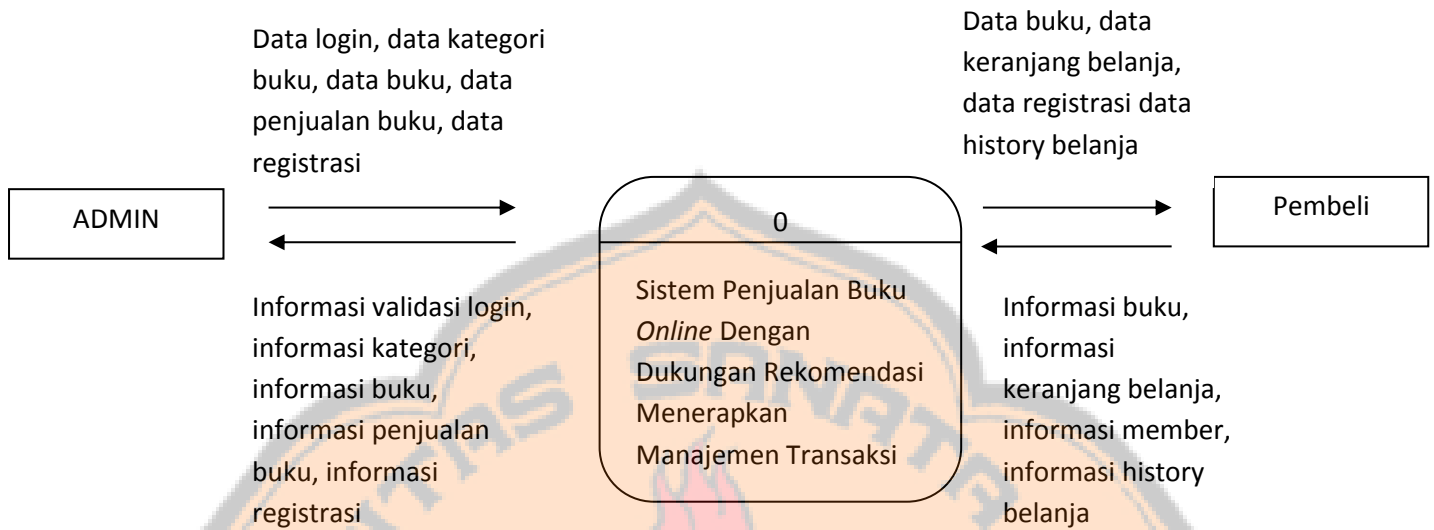 Data login, data kategori
buku, data buku, data
penjualan buku, data
registrasi
Data buku, data
keranjang belanja,
data registrasi data
history belanja
ADMIN
0
Pembeli
Sistem Penjualan Buku
Online Dengan
Dukungan Rekomendasi
Menerapkan
Manajemen Transaksi
Informasi validasi login,
informasi kategori,
informasi buku,
informasi penjualan
buku, informasi
registrasi
Informasi buku,
informasi
keranjang belanja,
informasi member,
informasi history
belanja
TAS SANATA